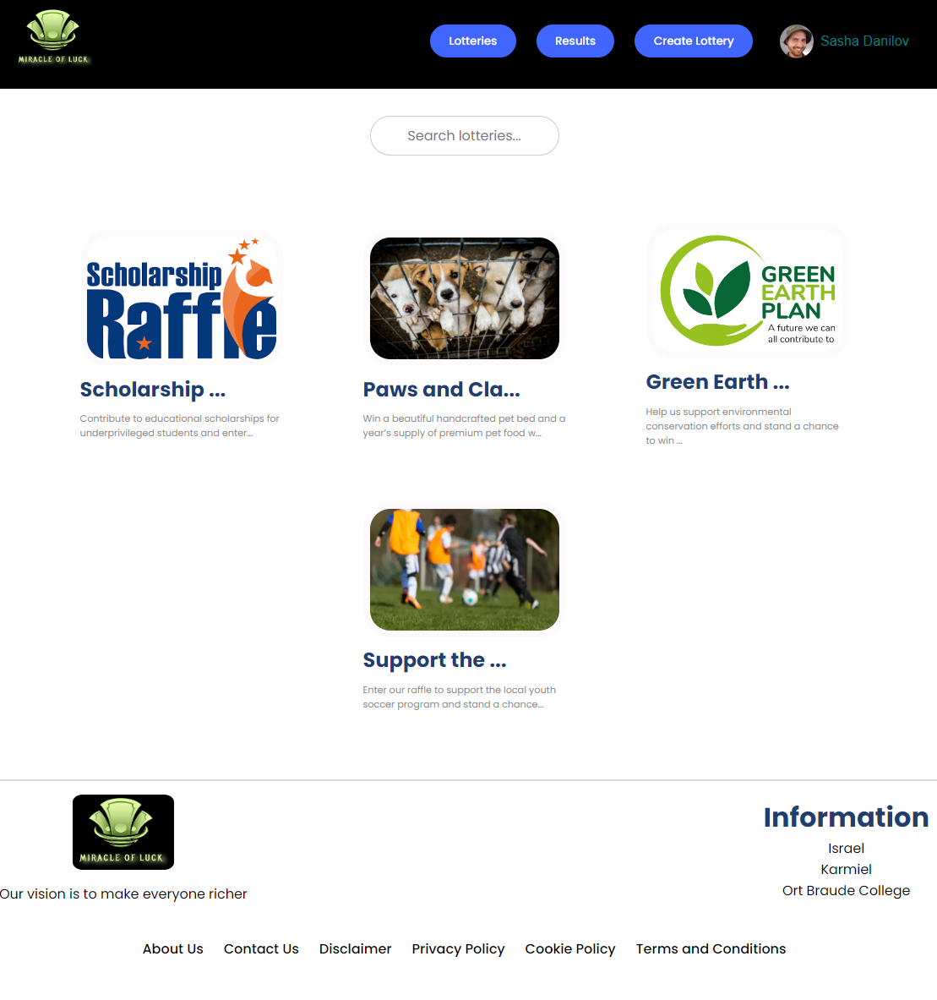 MIRACLE OF LUCK
Lotteries
Results
Create Lottery
Sasha Danilov
Search lotteries...
Scholarship
Raffle
Scholarship ...
Contribute to educational scholarships for
underprivileged students and enter...
Paws and Cla...
Win a beautiful handcrafted pet bed and a
year's supply of premium pet food w...
GREEN
EARTH
PLAN
A future we can
all contribute to
Green Earth ...
Help us support environmental
conservation efforts and stand a chance
to win ...
Support the ...
Enter our raffle to support the local youth
soccer program and stand a chance...
MIRACLE OF LUCK
Our vision is to make everyone richer
Information
Israel
Karmiel
Ort Braude College
About Us
Contact Us
Disclaimer
Privacy Policy
Cookie Policy
Terms and Conditions